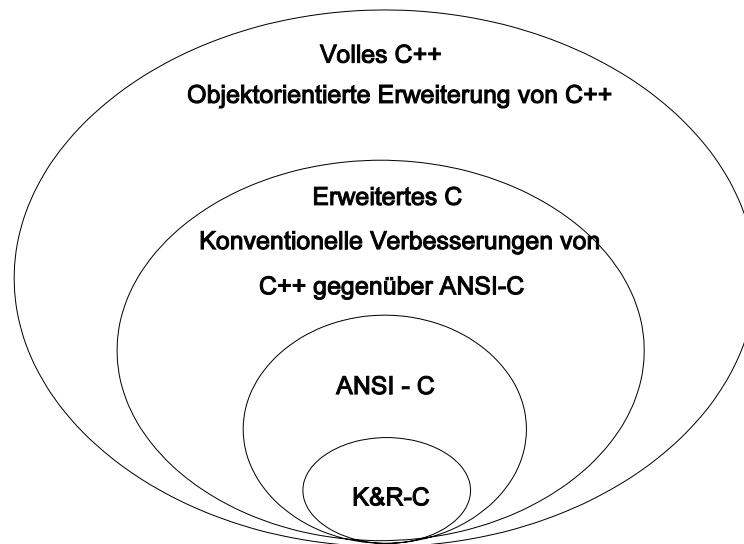 Volles C++
Objektorientierte Erweiterung von C++
Erweitertes C
Konventionelle Verbesserungen von
C++ gegenüber ANSI-C
ANSI - C
K&R-C